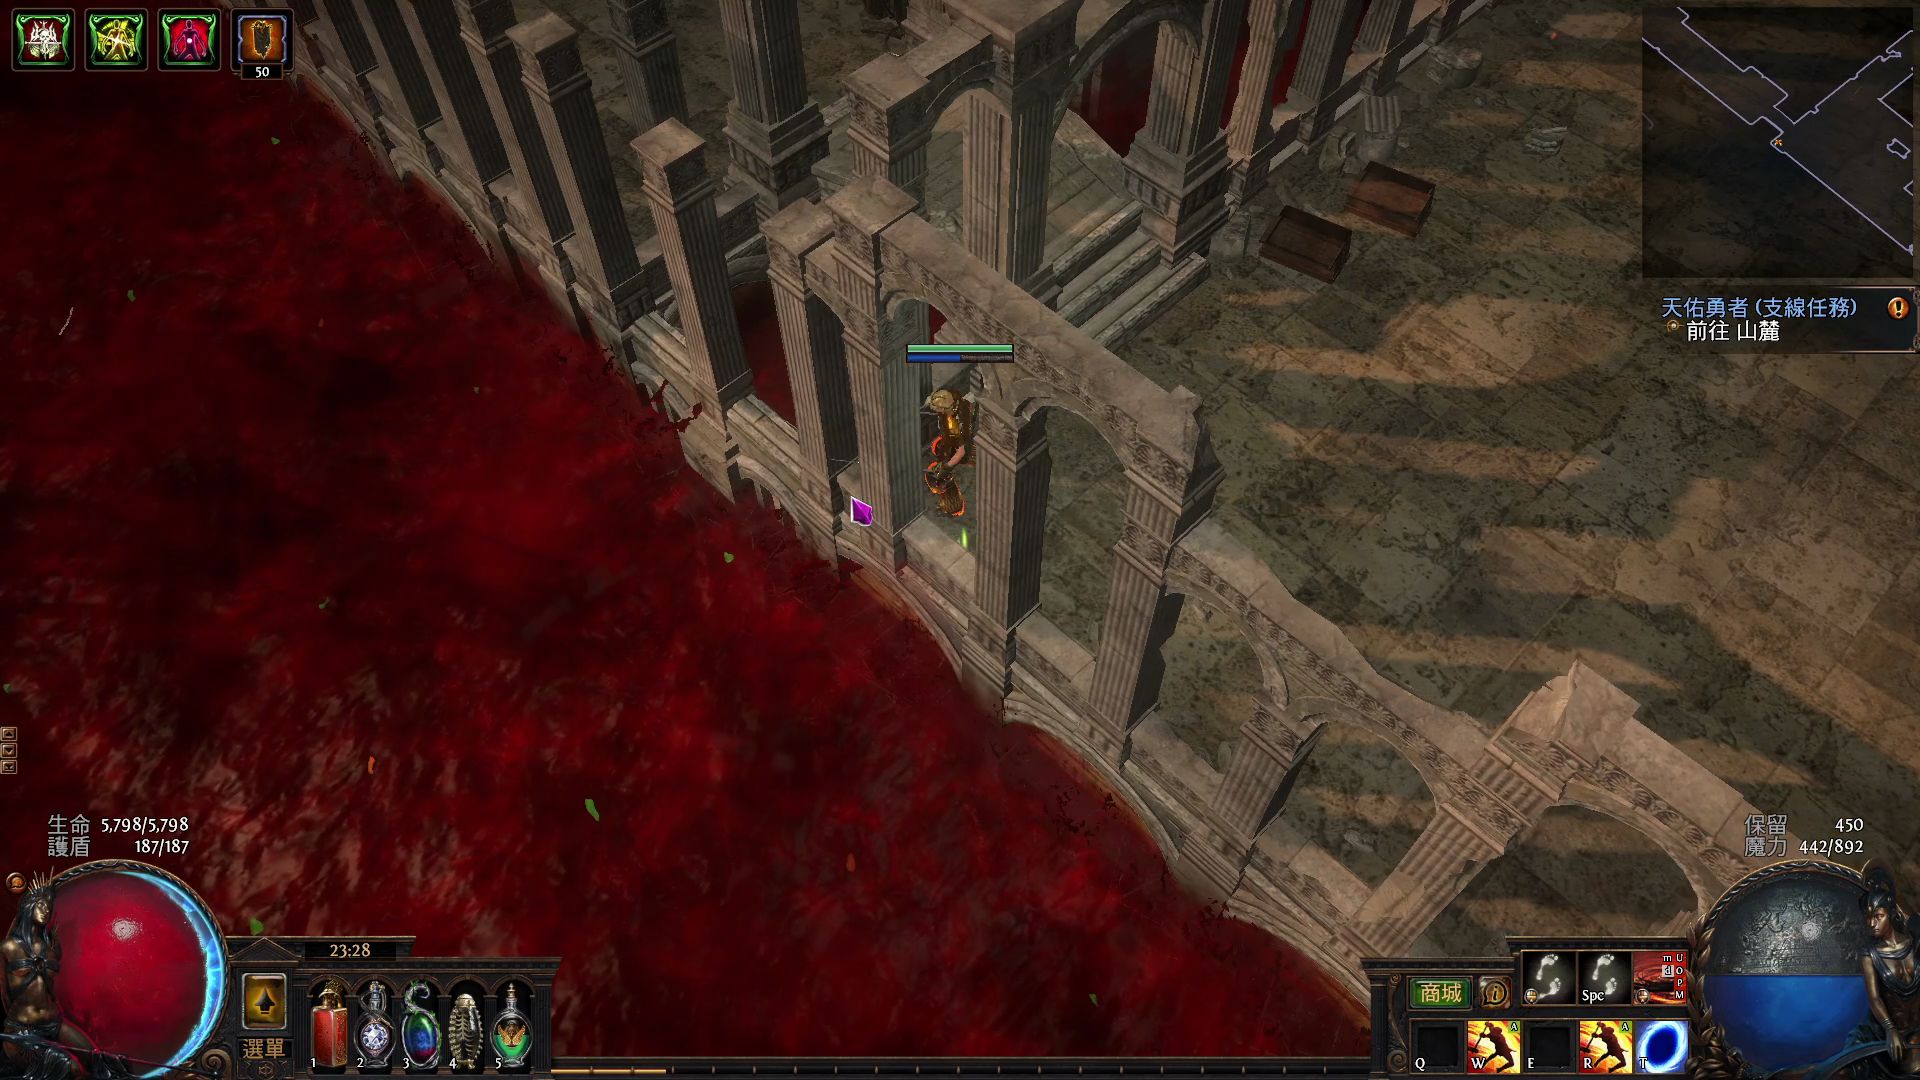 50
天佑勇者 (支線任務)
前往 山麓
生命 5,798/5,798
護盾 187/187
保留 450
魔力 442/892
23:28
選單
1
2
3
4
5
商城
Spc
m U
d O
P
M
Q
W
A
E
R
A
T